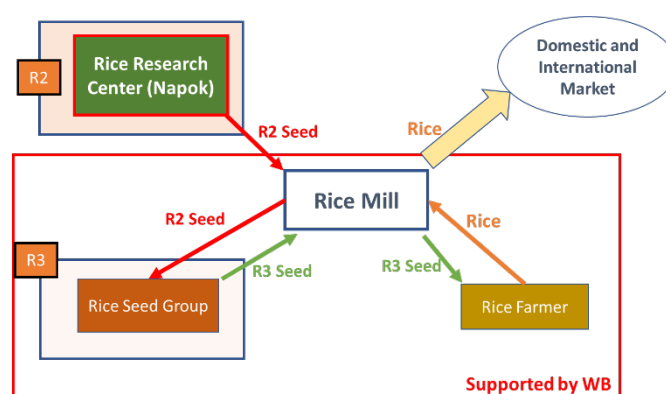 R2
Rice Research
Center (Napok)
Domestic and
International
Market
R2 Seed
Rice
Rice Mill
R2 Seed
Rice
R3
R3 Seed
R3 Seed
Rice Seed Group
Rice Farmer
Supported by WB